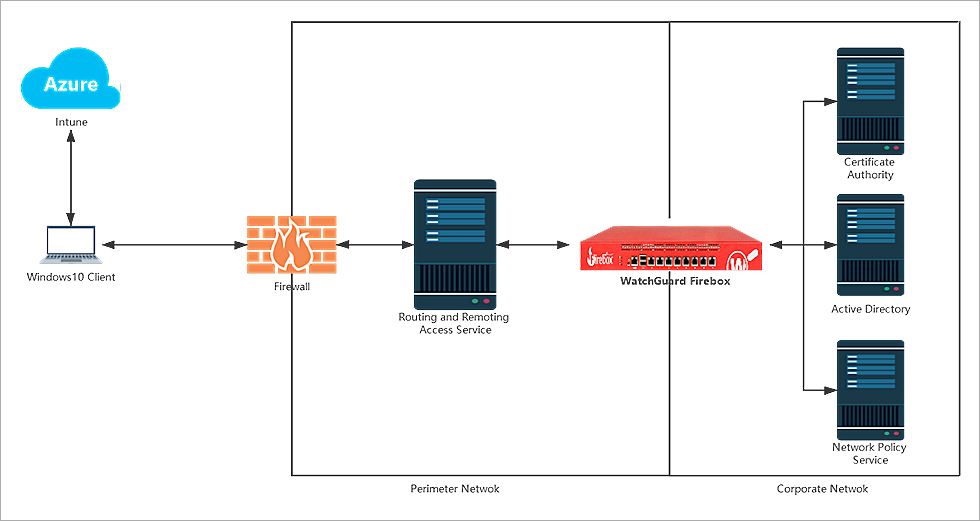 Azure
Intune
Windows10 Client
Firewall
Routing and Remoting
Access Service
Firebox
WatchGuard Firebox
Certificate
Authority
Active Directory
Network Policy
Service
Perimeter Netwok
Corporate Netwok